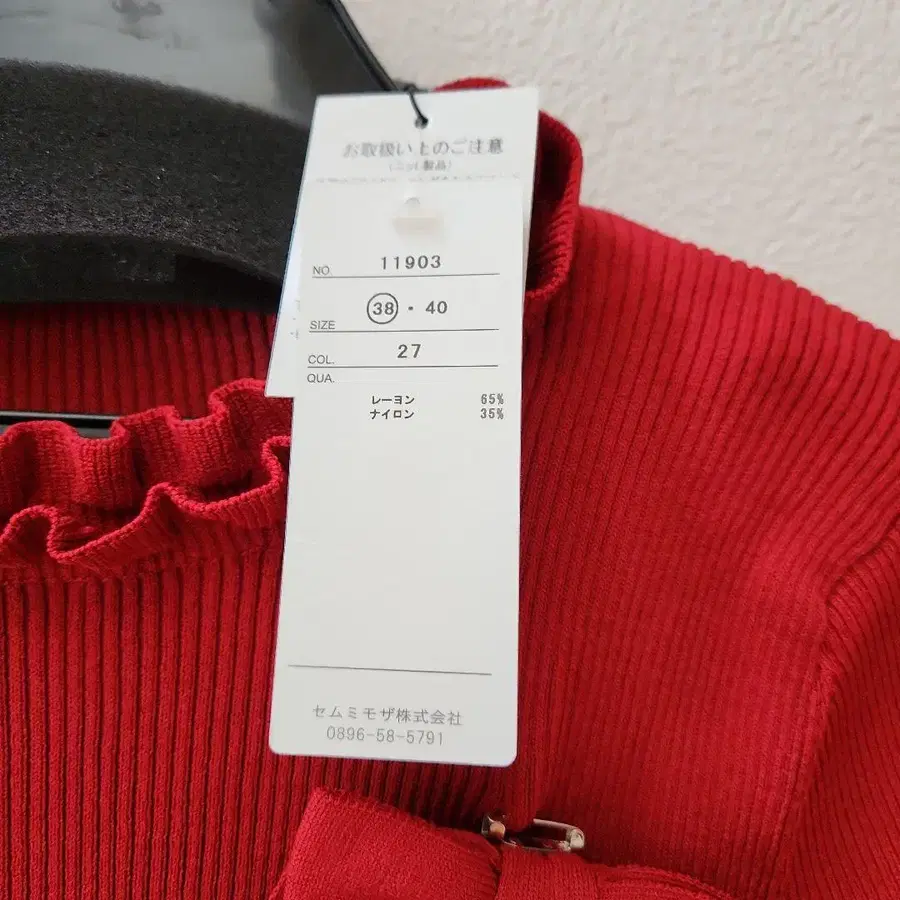 お取扱い上のご注意
NO. 11903
SIZE 38・40
COL. 27
QUA.
レーヨン 65%
ナイロン 35%
セムミモザ株式会社
0896-58-5791